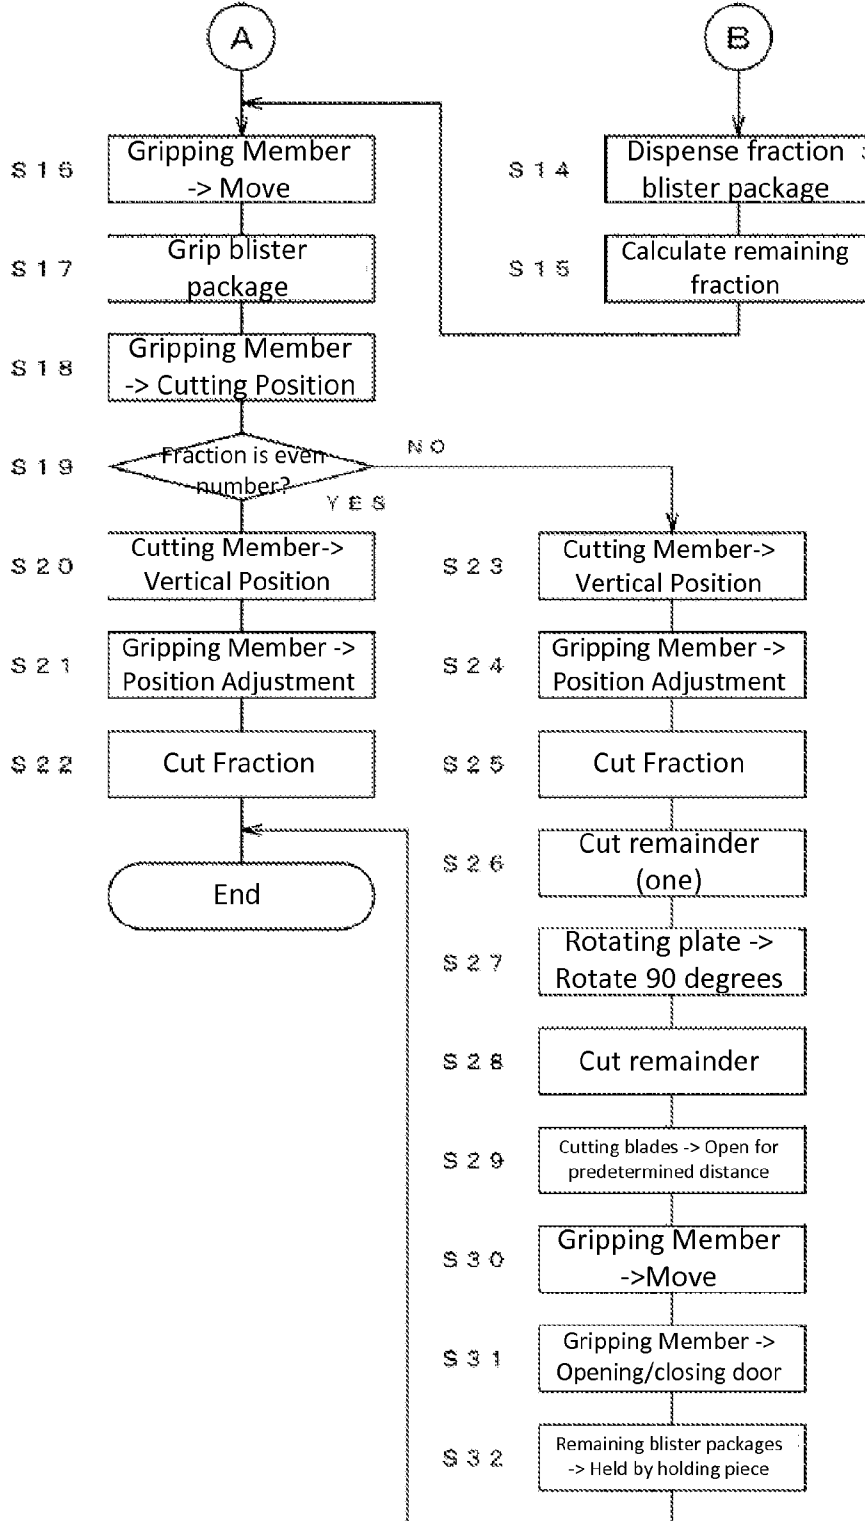 A
B
S16
Gripping Member
-> Move
S14
Dispense fraction
blister package
S17
Grip blister
package
S15
Calculate remaining
fraction
S18
Gripping Member
-> Cutting Position
S19
Fraction is even
number?
NO
YES
S20
Cutting Member->
Vertical Position
S23
Cutting Member->
Vertical Position
S21
Gripping Member ->
Position Adjustment
S24
Gripping Member ->
Position Adjustment
S22
Cut Fraction
S25
Cut Fraction
S26
Cut remainder
(one)
End
S27
Rotating plate ->
Rotate 90 degrees
S28
Cut remainder
S29
Cutting blades -> Open for
predetermined distance
S30
Gripping Member
->Move
S31
Gripping Member ->
Opening/closing door
S32
Remaining blister packages
-> Held by holding piece